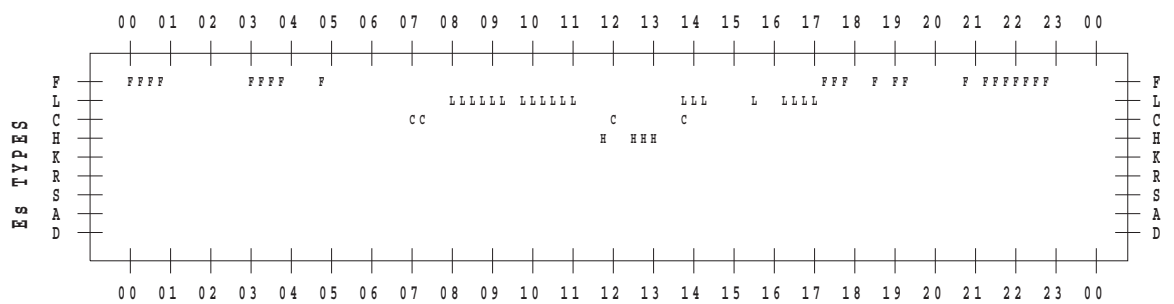 00 01 02 03 04 05 06 07 08 09 10 11 12 13 14 15 16 17 18 19 20 21 22 23 00
F FFFF FFFF F FFF F FF F FFFFFFF F
L LLLLLL LLLLLL LLL L LLLL L
C CC C C C
H H HHH H
K K
R R
S S
A A
D D
Es TYPES
00 01 02 03 04 05 06 07 08 09 10 11 12 13 14 15 16 17 18 19 20 21 22 23 00